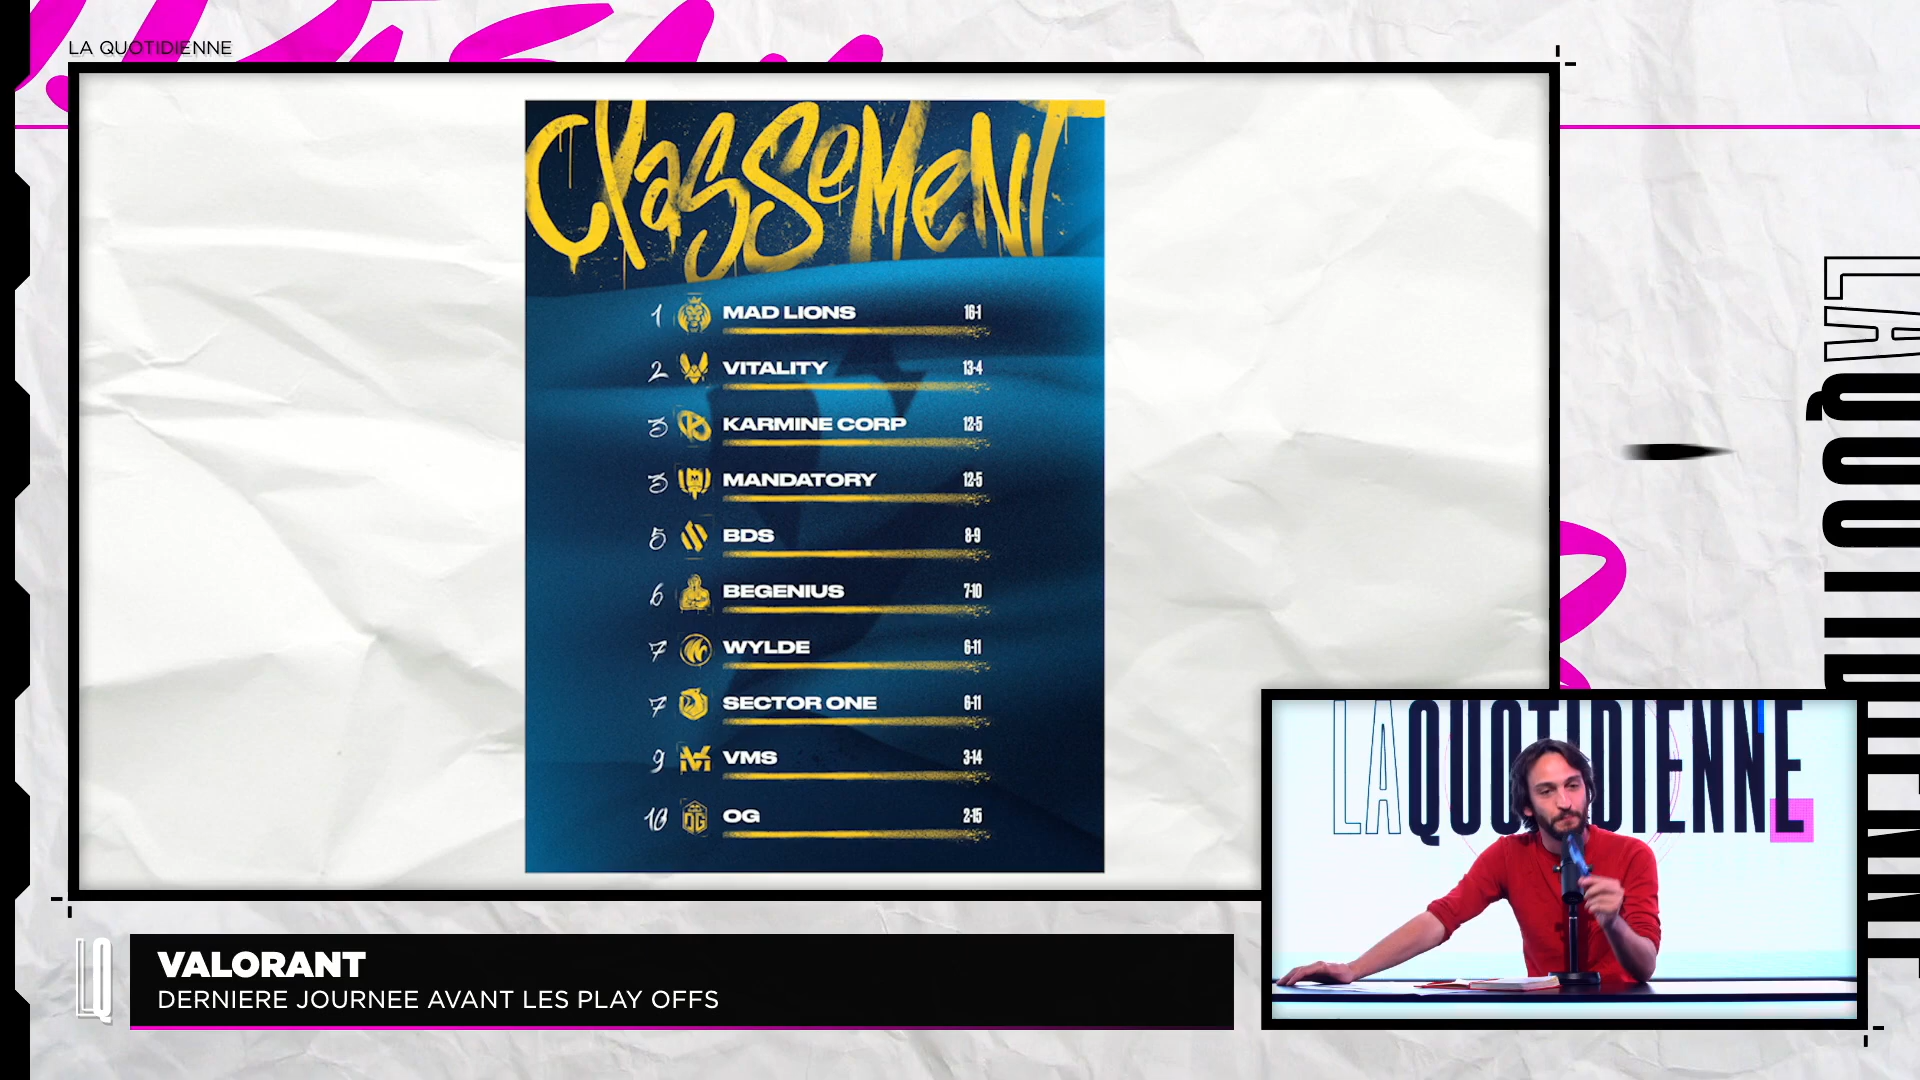 LA QUOTIDIENNE
Classement
1 MAD LIONS 16-1
2 VITALITY 13-4
3 KARMINE CORP 12-5
3 MANDATORY 12-5
5 BDS 8-9
6 BEGENIUS 7-10
7 WYLDE 6-11
7 SECTOR ONE 6-11
9 VMS 3-14
10 OG 2-15
LA QUOTIDIENNE
LAQUOTIDIENNE
LQ
VALORANT
DERNIERE JOURNEE AVANT LES PLAY OFFS